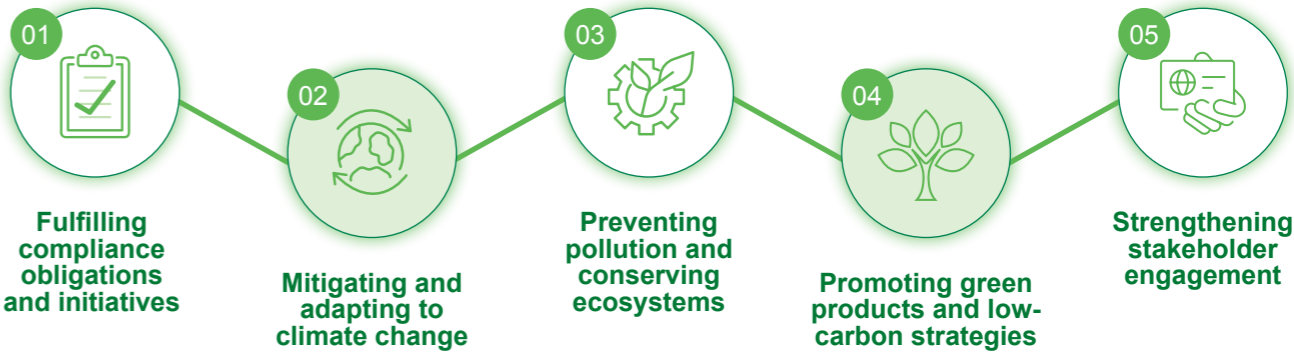 01
Fulfilling
compliance
obligations
and initiatives
02
Mitigating and
adapting to
climate change
03
Preventing
pollution and
conserving
ecosystems
04
Promoting green
products and low-
carbon strategies
05
Strengthening
stakeholder
engagement